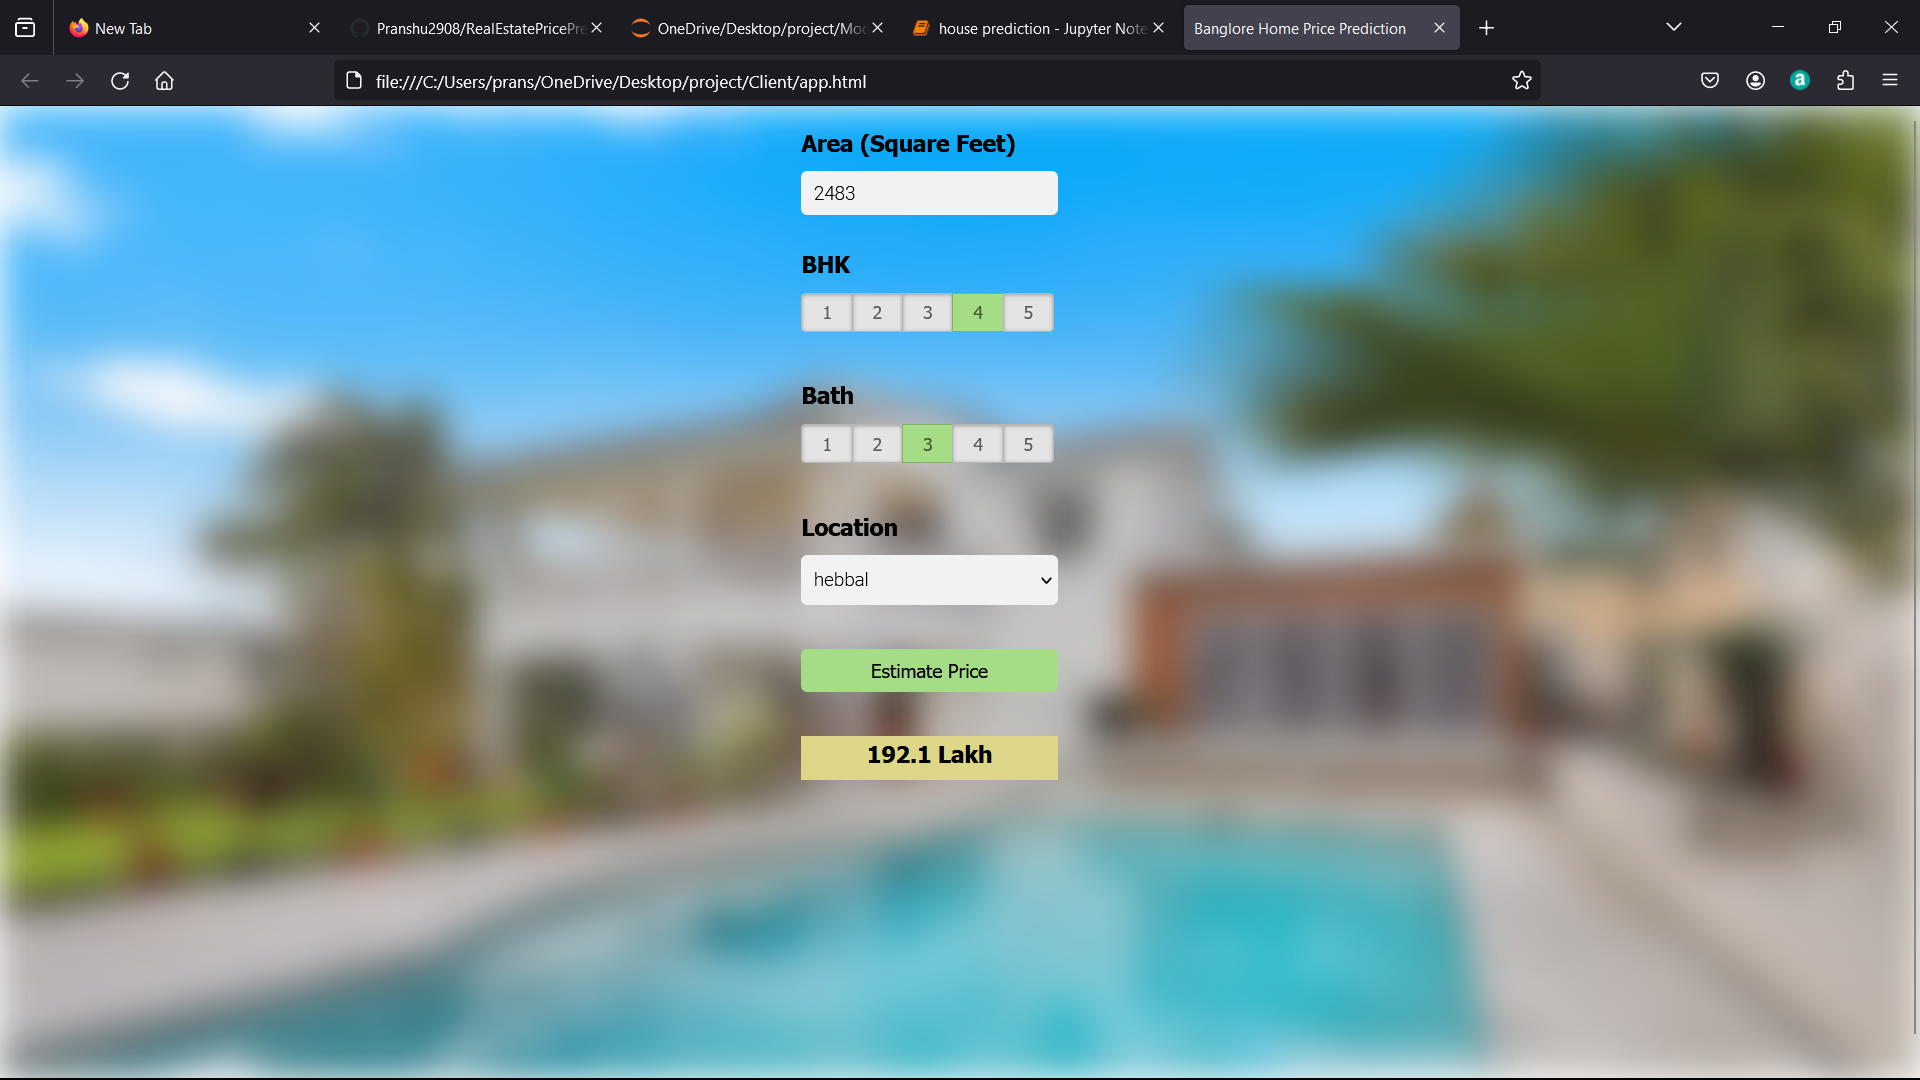 New Tab
Pranshu2908/RealEstatePricePre
OneDrive/Desktop/project/Mod
house prediction - Jupyter Note
Banglore Home Price Prediction
file:///C:/Users/prans/OneDrive/Desktop/project/Client/app.html
a
Area (Square Feet)
2483
BHK
1 2 3 4 5
Bath
1 2 3 4 5
Location
hebbal
Estimate Price
192.1 Lakh